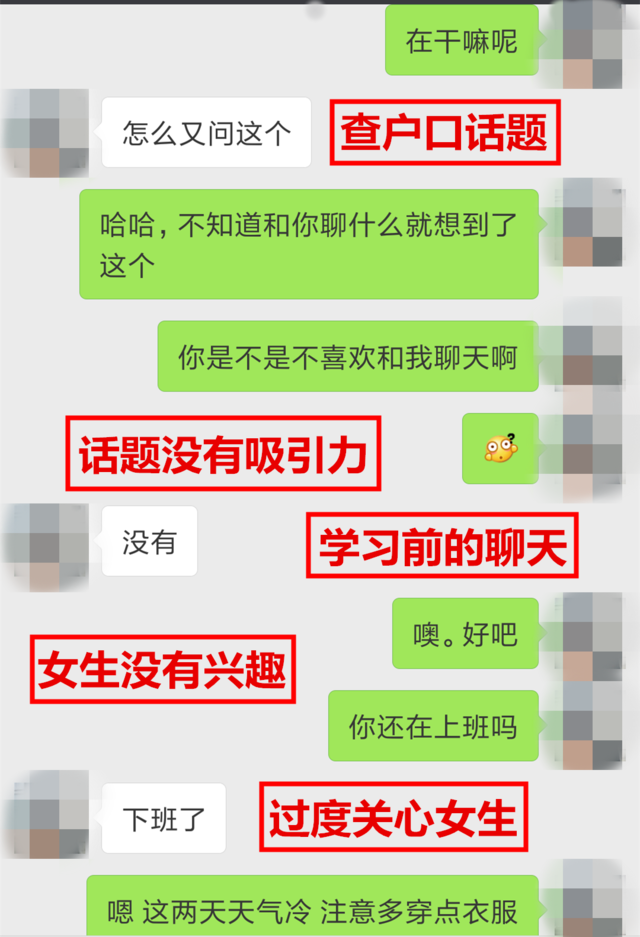 在干嘛呢
怎么又问这个
查户口话题
哈哈，不知道和你聊什么就想到了
这个
你是不是不喜欢和我聊天啊
话题没有吸引力
没有
学习前的聊天
噢。好吧
女生没有兴趣
你还在上班吗
下班了
过度关心女生
嗯 这两天天气冷 注意多穿点衣服